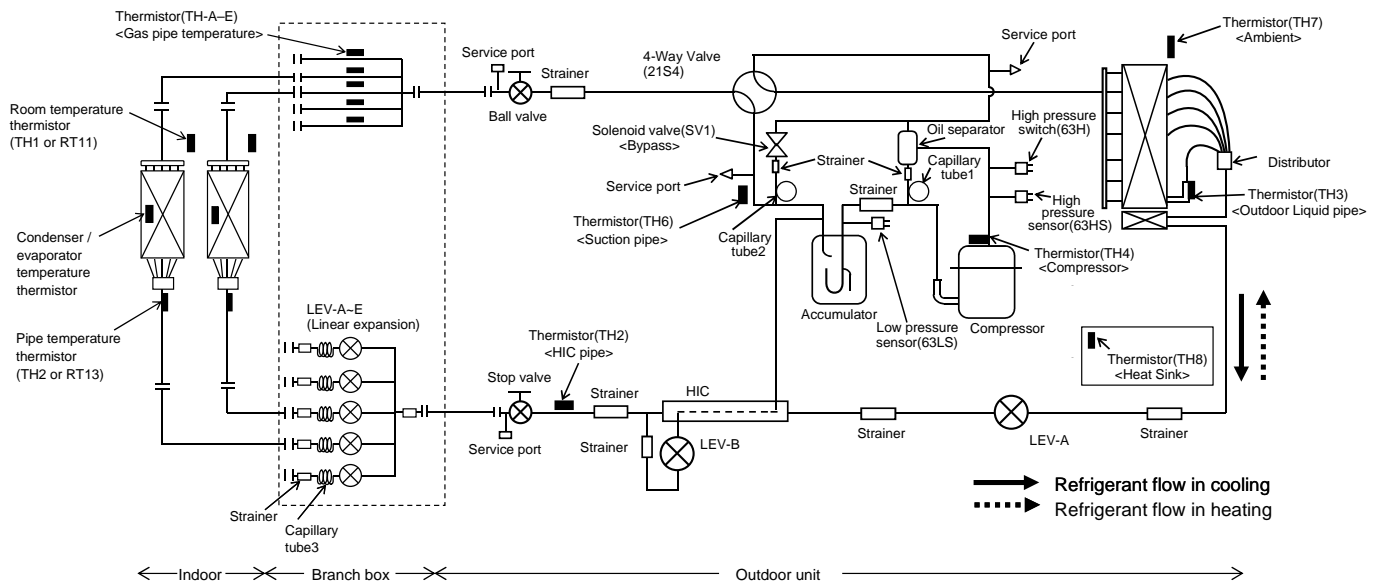 Thermistor(TH-A–E)
<Gas pipe temperature>
Service port
Strainer
Ball valve
4-Way Valve
(21S4)
Service port
Thermistor(TH7)
<Ambient>
Room temperature
thermistor
(TH1 or RT11)
Solenoid valve(SV1)
<Bypass>
Oil separator
High pressure
switch(63H)
Strainer
Capillary
tube1
Distributor
Service port
Strainer
High
pressure
sensor(63HS)
Thermistor(TH3)
<Outdoor Liquid pipe>
Thermistor(TH6)
<Suction pipe>
Capillary
tube2
Thermistor(TH4)
<Compressor>
Condenser /
evaporator
temperature
thermistor
Accumulator
Low pressure
sensor(63LS)
Compressor
LEV-A~E
(Linear expansion)
Pipe temperature
thermistor
(TH2 or RT13)
Thermistor(TH2)
<HIC pipe>
Thermistor(TH8)
<Heat Sink>
Stop valve
Strainer
HIC
Service port
Strainer
LEV-B
Strainer
LEV-A
Strainer
Strainer
Capillary
tube3
Refrigerant flow in cooling
Refrigerant flow in heating
Indoor
Branch box
Outdoor unit